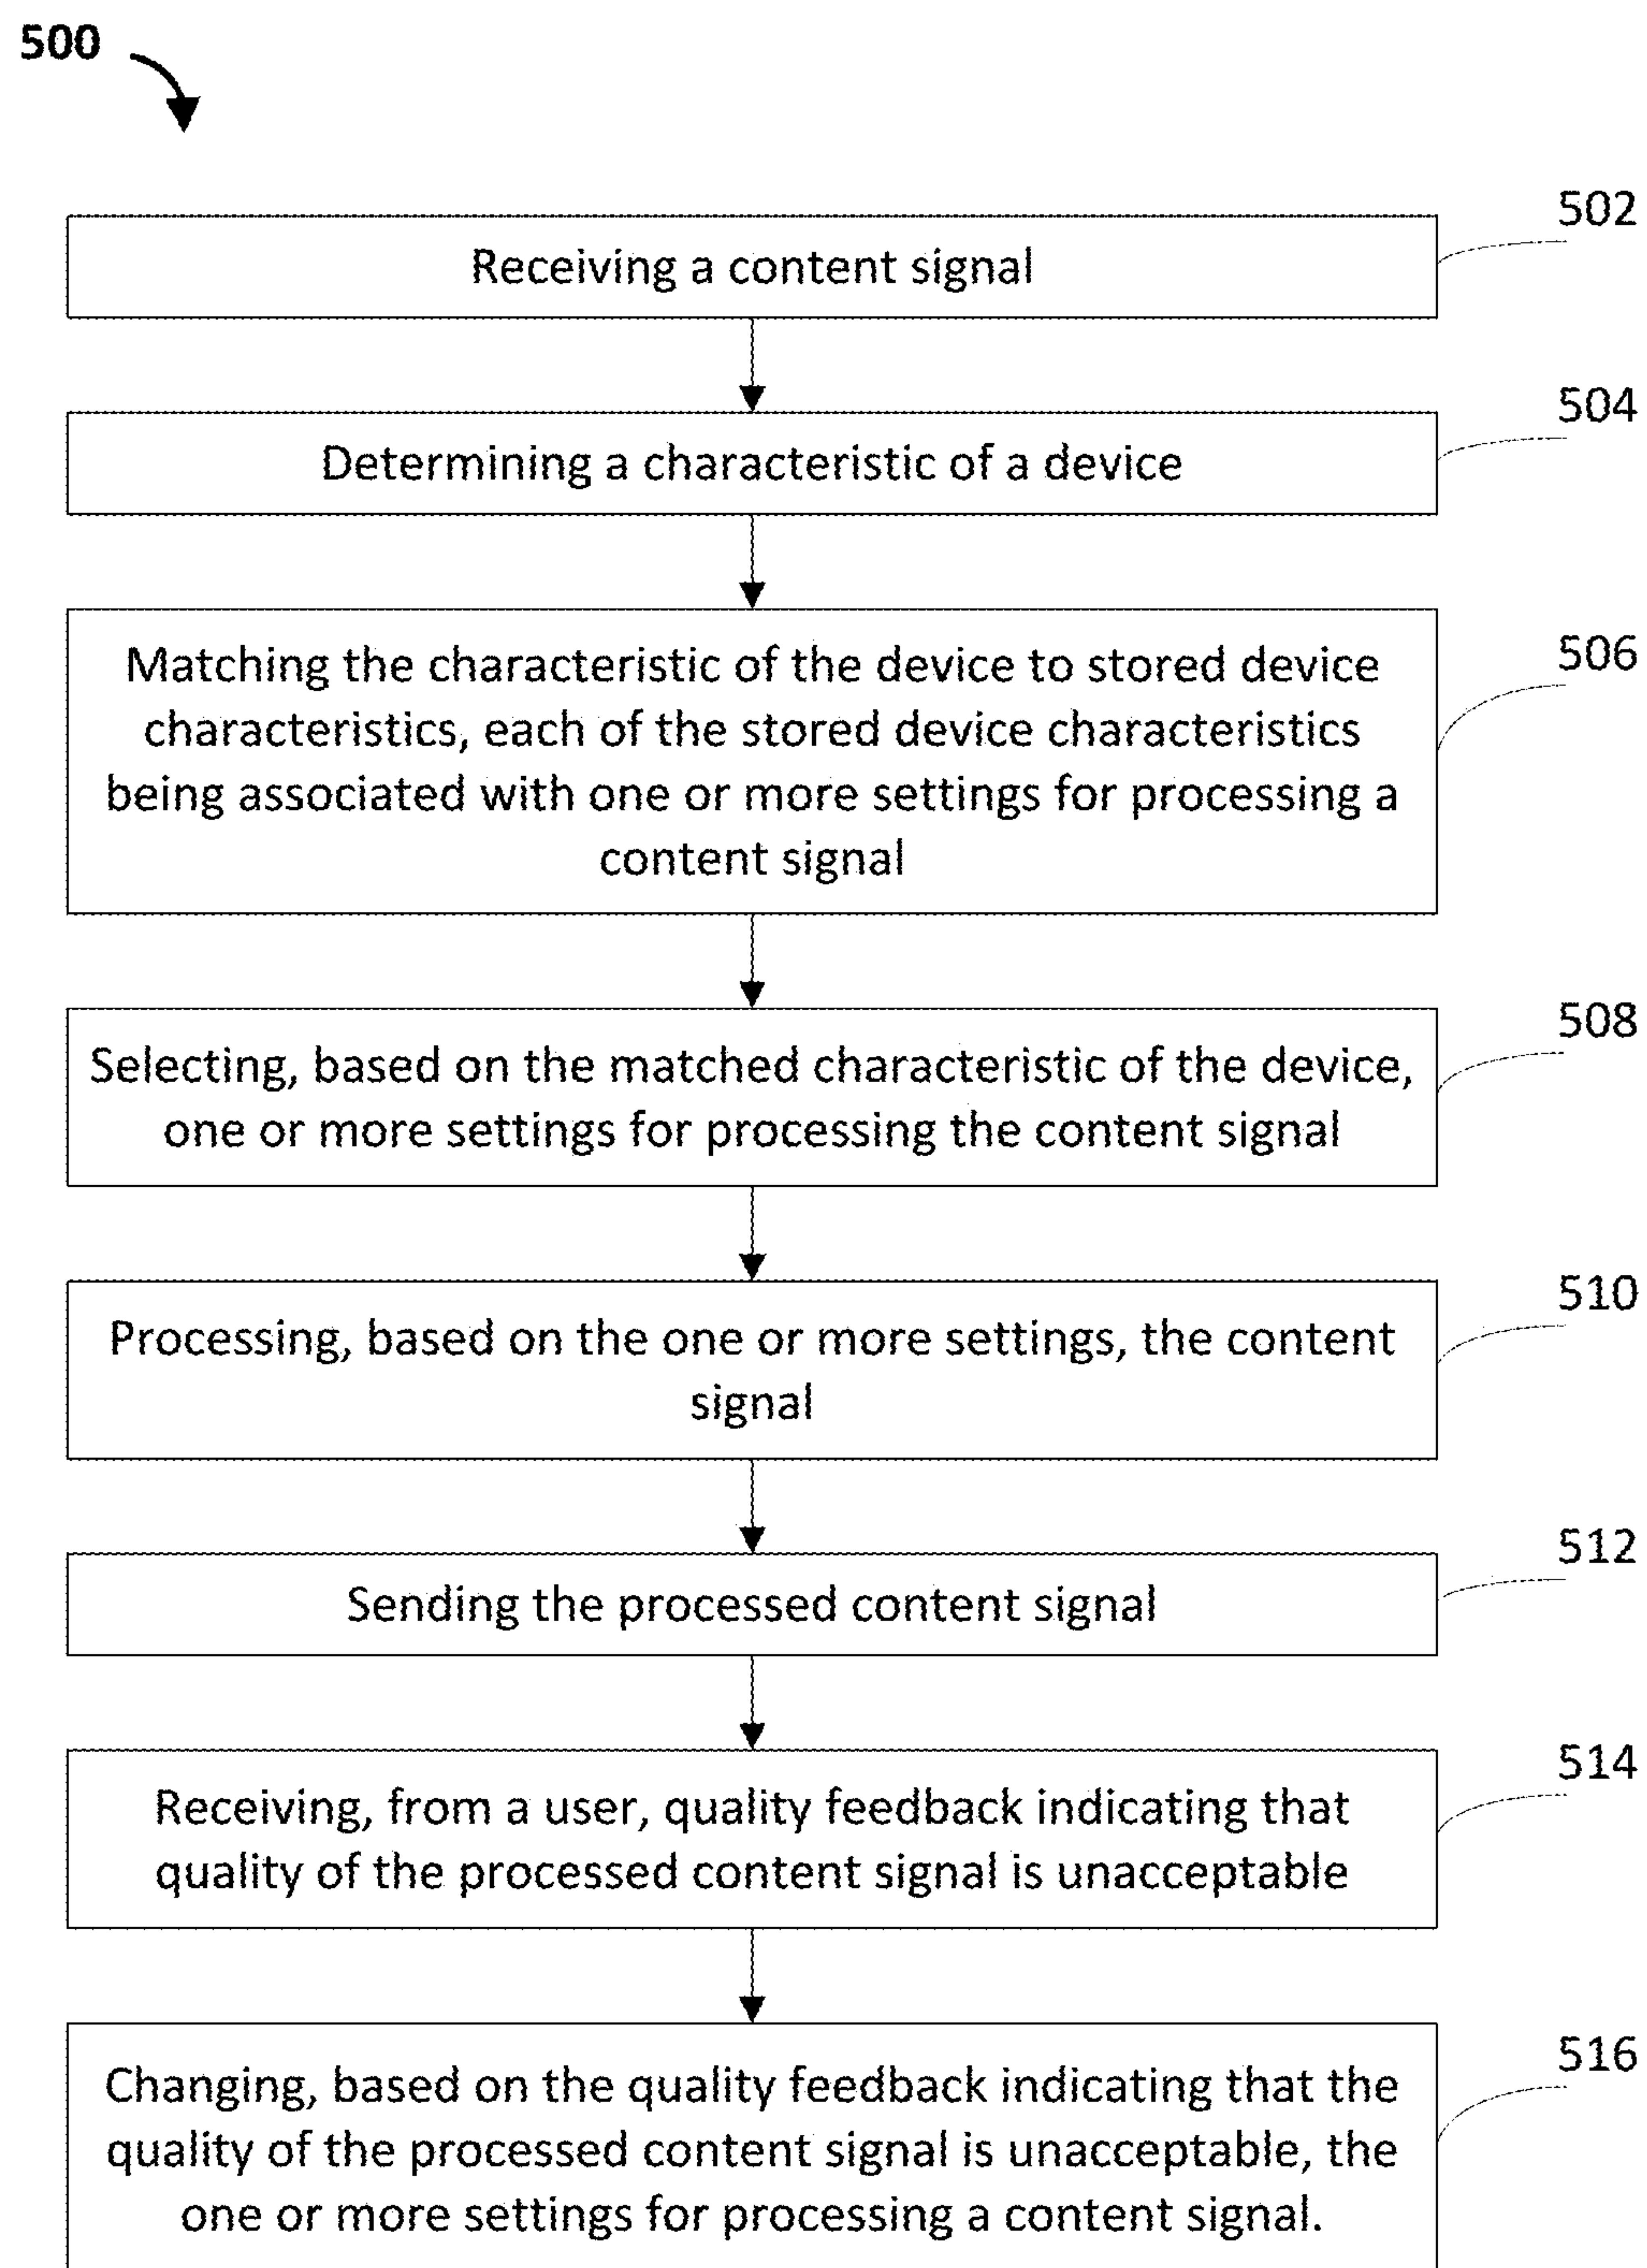 500
502
Receiving a content signal
504
Determining a characteristic of a device
506
Matching the characteristic of the device to stored device
characteristics, each of the stored device characteristics
being associated with one or more settings for processing a
content signal
508
Selecting, based on the matched characteristic of the device,
one or more settings for processing the content signal
510
Processing, based on the one or more settings, the content
signal
512
Sending the processed content signal
514
Receiving, from a user, quality feedback indicating that
quality of the processed content signal is unacceptable
516
Changing, based on the quality feedback indicating that the
quality of the processed content signal is unacceptable, the
one or more settings for processing a content signal.